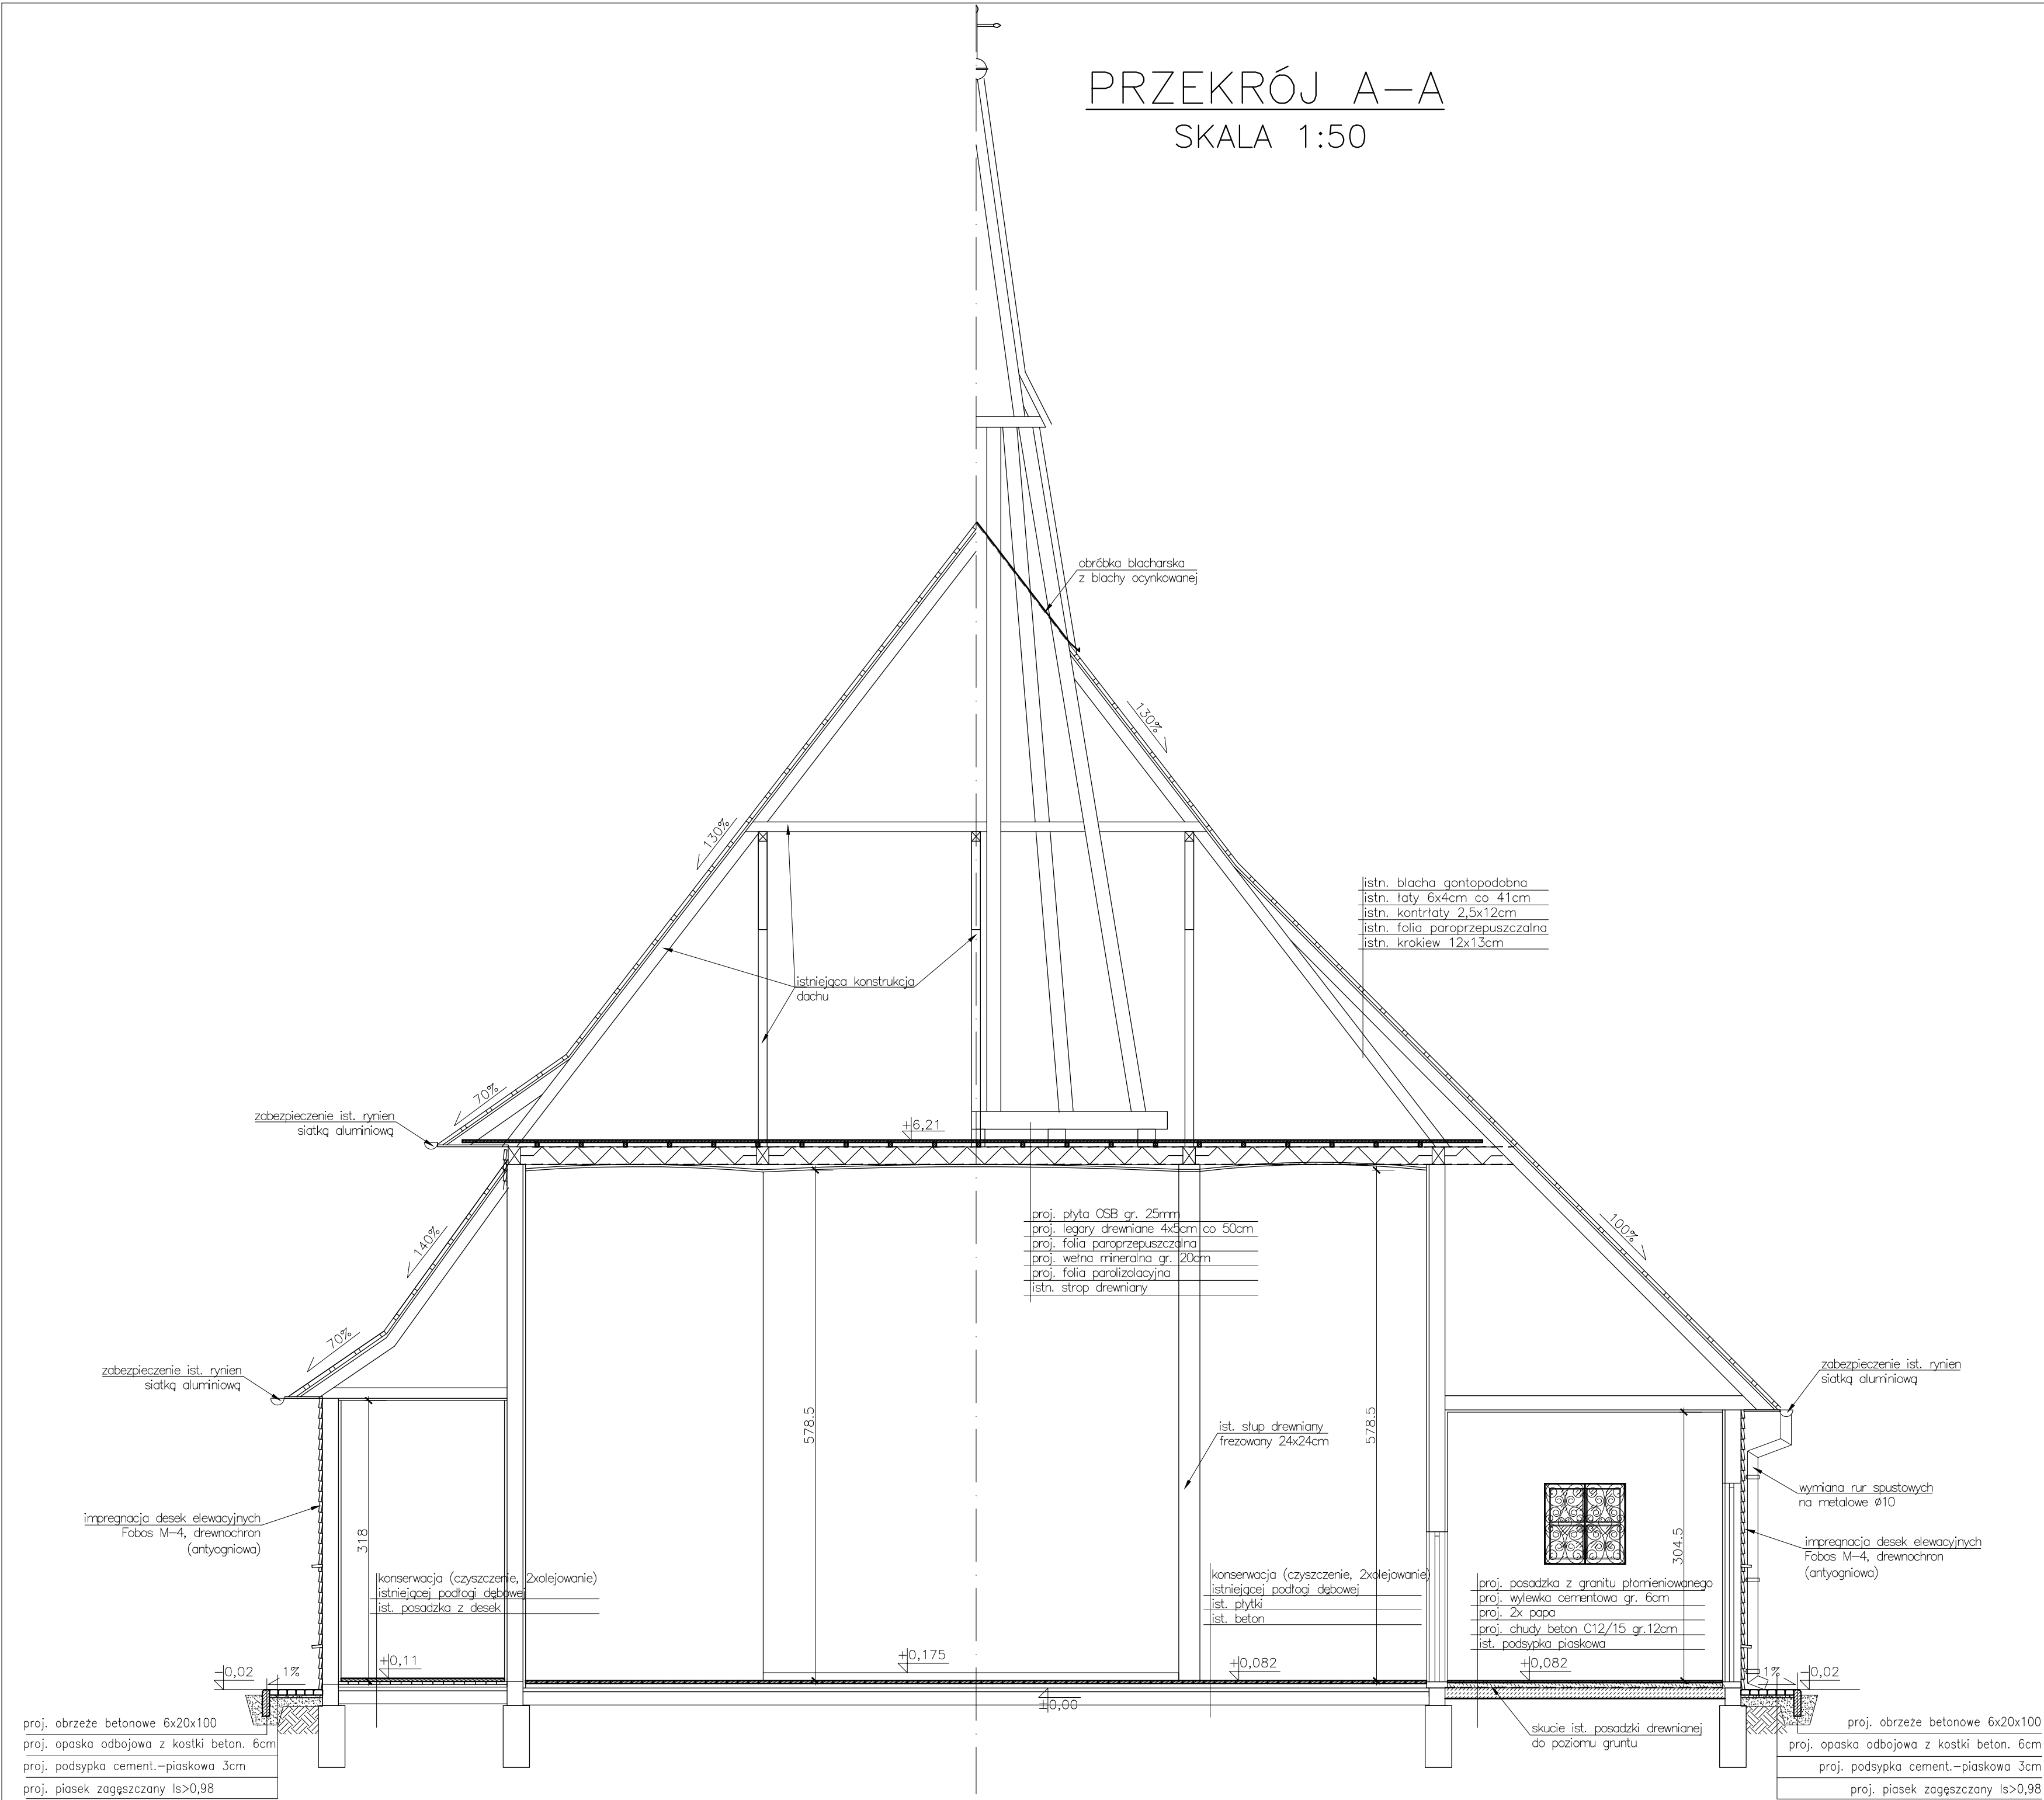 PRZEKRÓJ A-A
SKALA 1:50
obróbka blacharska
z blachy ocynkowanej
130%
130%
istn. blacha gontopodobna
istn. łaty 6x4cm co 41cm
istn. kontrłaty 2,5x12cm
istn. folia paroprzepuszczalna
istn. krokiew 12x13cm
istniejąca konstrukcja
dachu
70%
zabezpieczenie ist. rynien
siatką aluminiową
+6,21
140%
100%
proj. płyta OSB gr. 25mm
proj. legary drewniane 4x5cm co 50cm
proj. folia paroprzepuszczalna
proj. wełna mineralna gr. 20cm
proj. folia parolizolacyjna
istn. strop drewniany
70%
zabezpieczenie ist. rynien
siatką aluminiową
zabezpieczenie ist. rynien
siatką aluminiową
578.5
ist. słup drewniany
frezowany 24x24cm
578.5
wymiana rur spustowych
na metalowe ø10
impregnacja desek elewacyjnych
Fobos M-4, drewnochron
(antyogniowa)
318
304.5
impregnacja desek elewacyjnych
Fobos M-4, drewnochron
(antyogniowa)
konserwacja (czyszczenie, 2xolejowanie)
istniejącej podłogi dębowej
ist. posadzka z desek
konserwacja (czyszczenie, 2xolejowanie)
istniejącej podłogi dębowej
ist. płytki
ist. beton
proj. posadzka z granitu płomieniowanego
proj. wylewka cementowa gr. 6cm
proj. 2x papa
proj. chudy beton C12/15 gr.12cm
ist. podsypka piaskowa
-0,02
1%
+0,11
+0,175
+0,082
+0,082
1%
-0,02
±0,00
skucie ist. posadzki drewnianej
do poziomu gruntu
proj. obrzeże betonowe 6x20x100
proj. opaska odbojowa z kostki beton. 6cm
proj. podsypka cement.-piaskowa 3cm
proj. piasek zagęszczany Is>0,98
proj. obrzeże betonowe 6x20x100
proj. opaska odbojowa z kostki beton. 6cm
proj. podsypka cement.-piaskowa 3cm
proj. piasek zagęszczany Is>0,98